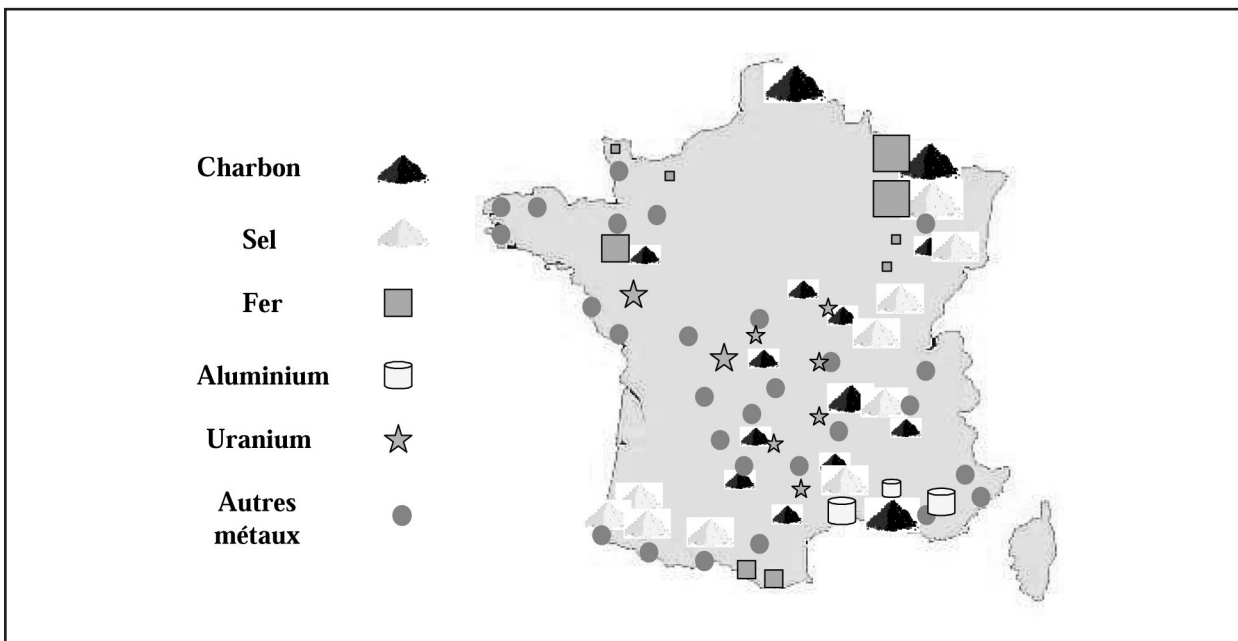 Charbon
Sel
Fer
Aluminium
Uranium
Autres
métaux